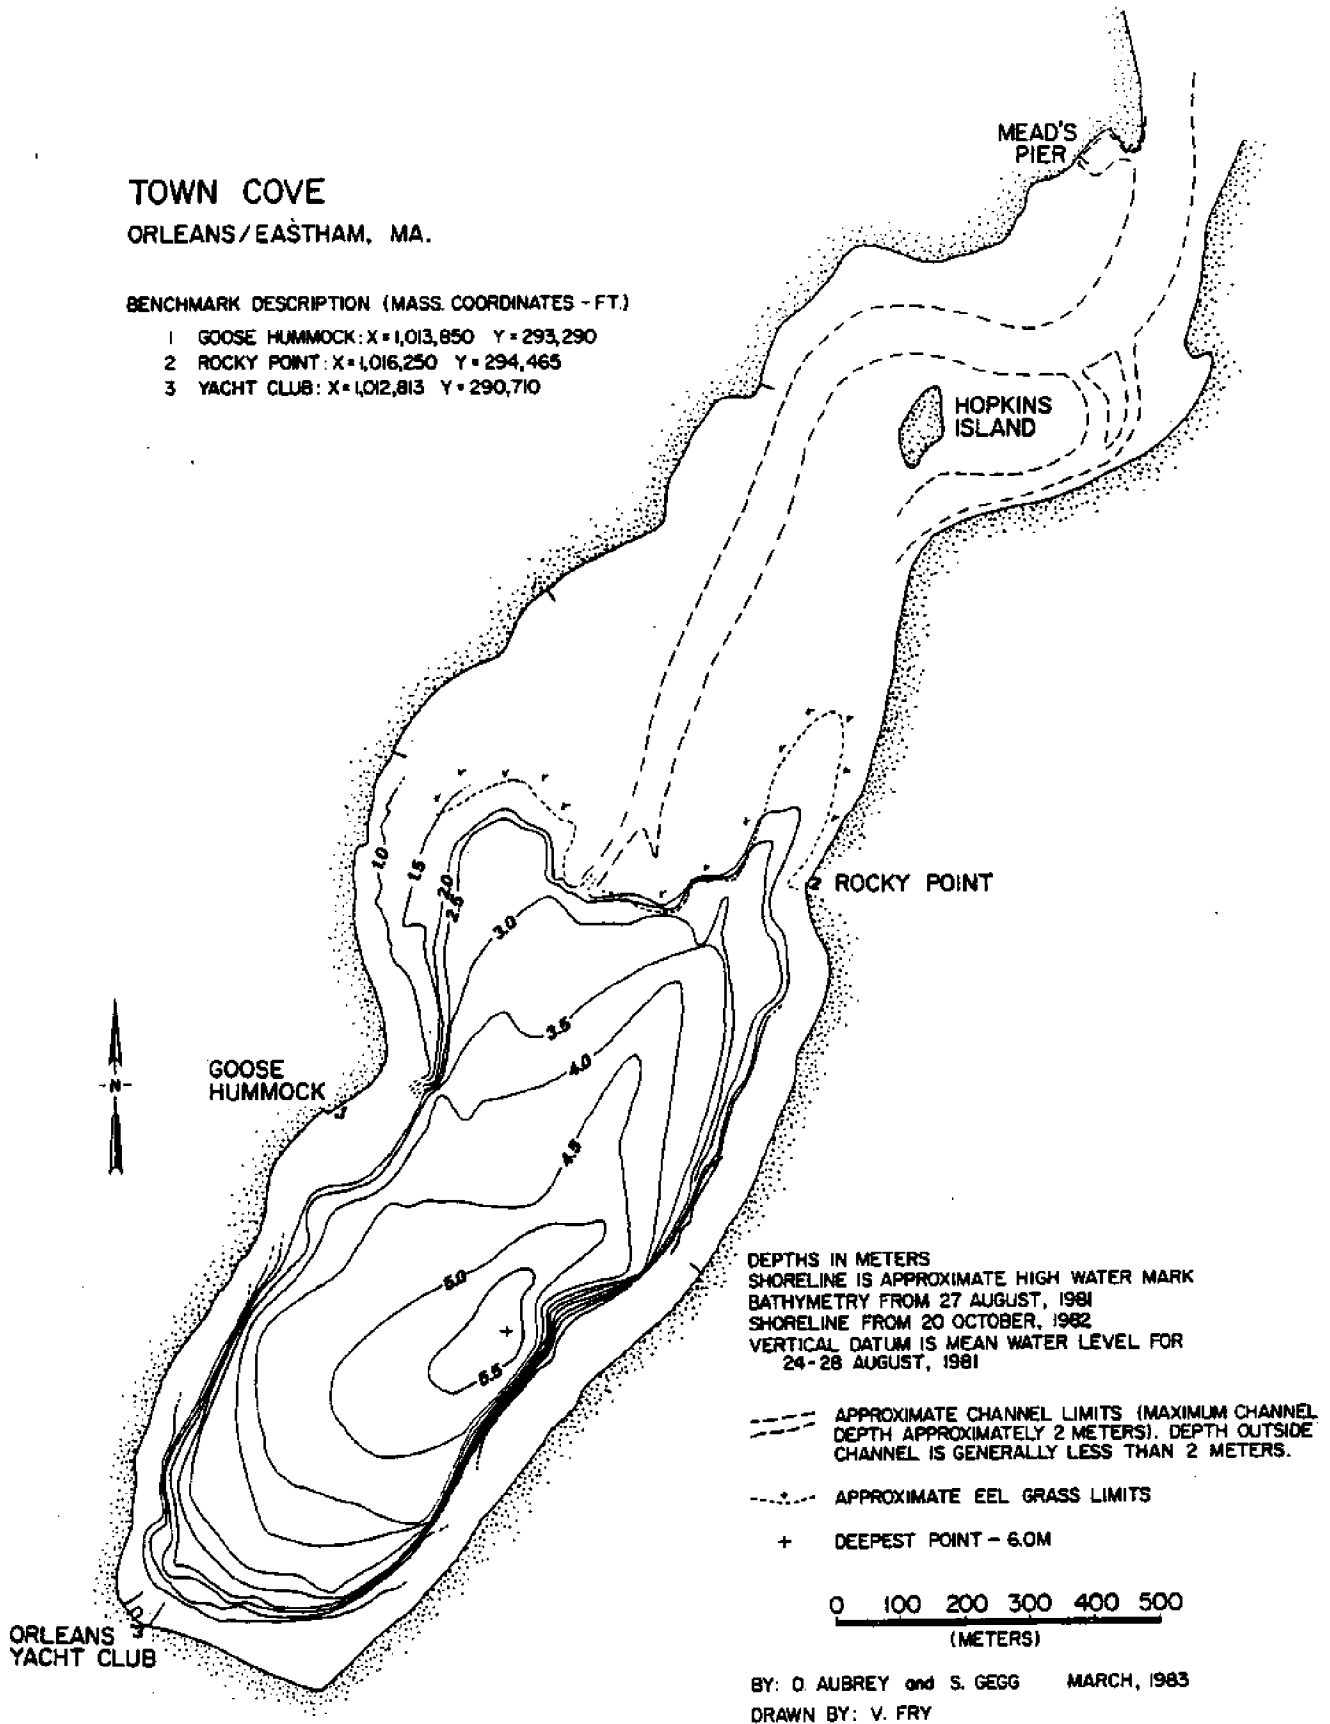 MEAD'S
PIER
TOWN COVE
ORLEANS/EASTHAM, MA.
BENCHMARK DESCRIPTION (MASS. COORDINATES - FT.)
1 GOOSE HUMMOCK: X=1,013,850 Y=293,290
2 ROCKY POINT: X=1,016,250 Y=294,465
3 YACHT CLUB: X=1,012,813 Y=290,710
HOPKINS
ISLAND
1.0
1.5
2.0
2.5
2 ROCKY POINT
3.0
3.5
4.0
GOOSE
HUMMOCK
-N-
4.5
5.0
5.5
DEPTHS IN METERS
SHORELINE IS APPROXIMATE HIGH WATER MARK
BATHYMETRY FROM 27 AUGUST, 1981
SHORELINE FROM 20 OCTOBER, 1982
VERTICAL DATUM IS MEAN WATER LEVEL FOR
24-28 AUGUST, 1981
APPROXIMATE CHANNEL LIMITS (MAXIMUM CHANNEL
DEPTH APPROXIMATELY 2 METERS). DEPTH OUTSIDE
CHANNEL IS GENERALLY LESS THAN 2 METERS.
APPROXIMATE EEL GRASS LIMITS
+ DEEPEST POINT - 6.0M
0 100 200 300 400 500
(METERS)
ORLEANS 3
YACHT CLUB
BY: D. AUBREY and S. GEGG MARCH, 1983
DRAWN BY: V. FRY